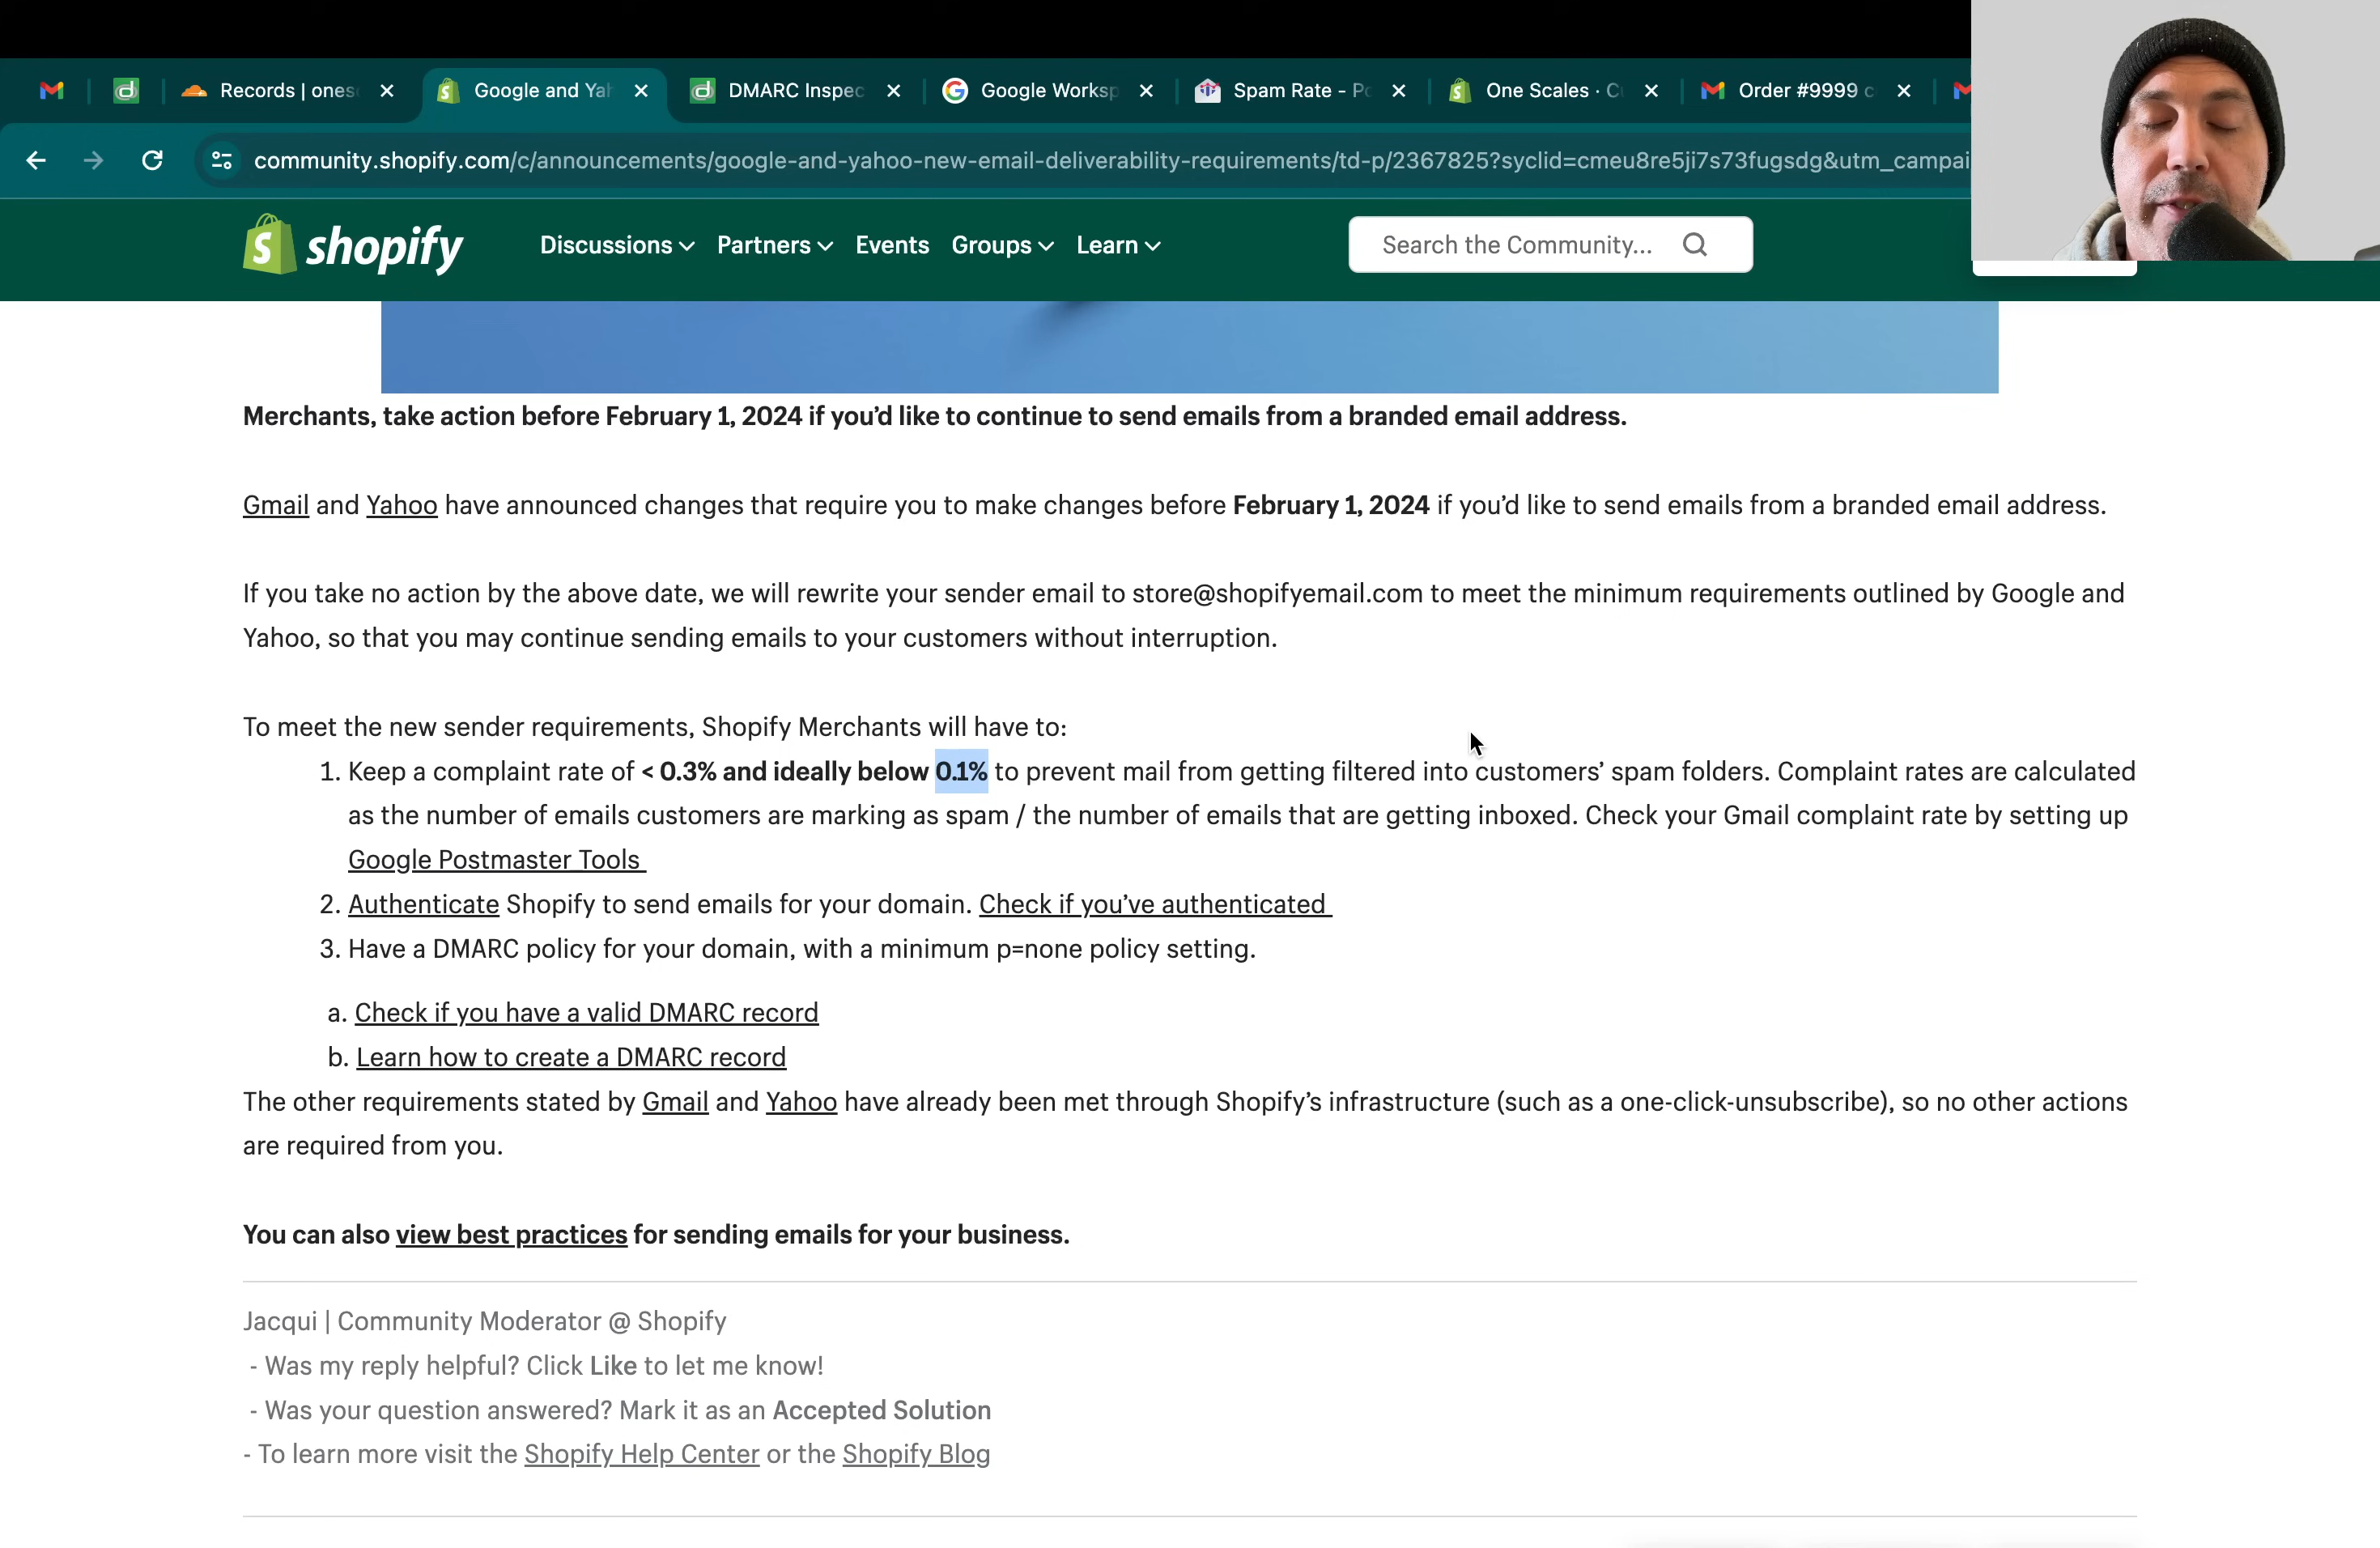 Records | ones
Google and Yah
DMARC Inspec
Google Worksp
Spam Rate - Po
One Scales · Cu
Order #9999 c
community.shopify.com/c/announcements/google-and-yahoo-new-email-deliverability-requirements/td-p/2367825?syclid=cmeu8re5ji7s73fugsdg&utm_campai
shopify
Discussions
Partners
Events
Groups
Learn
Search the Community...
Merchants, take action before February 1, 2024 if you’d like to continue to send emails from a branded email address.
Gmail and Yahoo have announced changes that require you to make changes before February 1, 2024 if you’d like to send emails from a branded email address.
If you take no action by the above date, we will rewrite your sender email to store@shopifyemail.com to meet the minimum requirements outlined by Google and
Yahoo, so that you may continue sending emails to your customers without interruption.
To meet the new sender requirements, Shopify Merchants will have to:
1. Keep a complaint rate of < 0.3% and ideally below 0.1% to prevent mail from getting filtered into customers’ spam folders. Complaint rates are calculated
as the number of emails customers are marking as spam / the number of emails that are getting inboxed. Check your Gmail complaint rate by setting up
Google Postmaster Tools
2. Authenticate Shopify to send emails for your domain. Check if you’ve authenticated
3. Have a DMARC policy for your domain, with a minimum p=none policy setting.
a. Check if you have a valid DMARC record
b. Learn how to create a DMARC record
The other requirements stated by Gmail and Yahoo have already been met through Shopify’s infrastructure (such as a one-click-unsubscribe), so no other actions
are required from you.
You can also view best practices for sending emails for your business.
Jacqui | Community Moderator @ Shopify
- Was my reply helpful? Click Like to let me know!
- Was your question answered? Mark it as an Accepted Solution
- To learn more visit the Shopify Help Center or the Shopify Blog